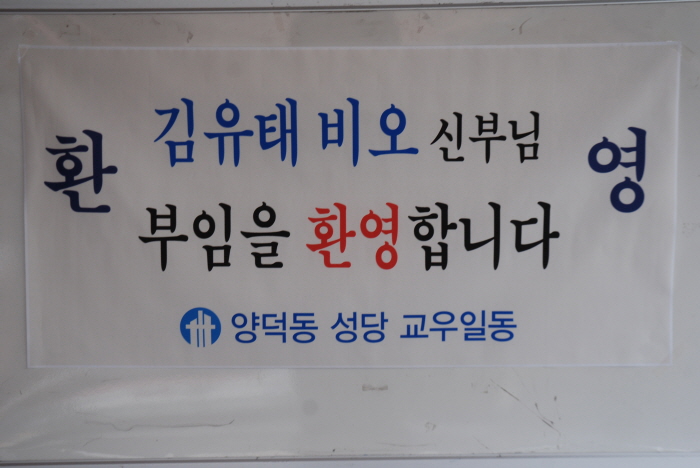 환 영
김유태 비오 신부님
부임을 환영합니다
양덕동 성당 교우일동